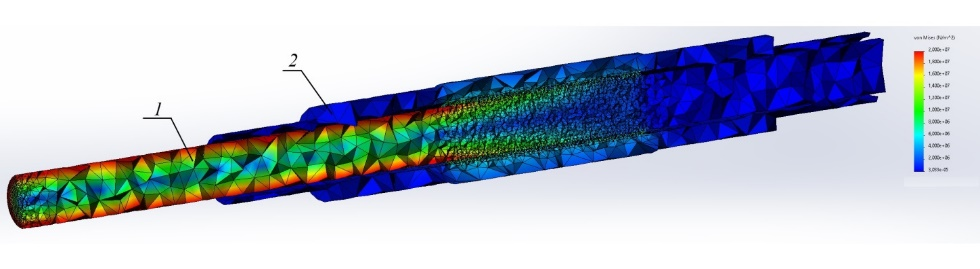 2
1
von Mises (N/m^2)
2,000e+07
1,800e+07
1,600e+07
1,400e+07
1,200e+07
1,000e+07
8,000e+06
6,000e+06
4,000e+06
2,000e+06